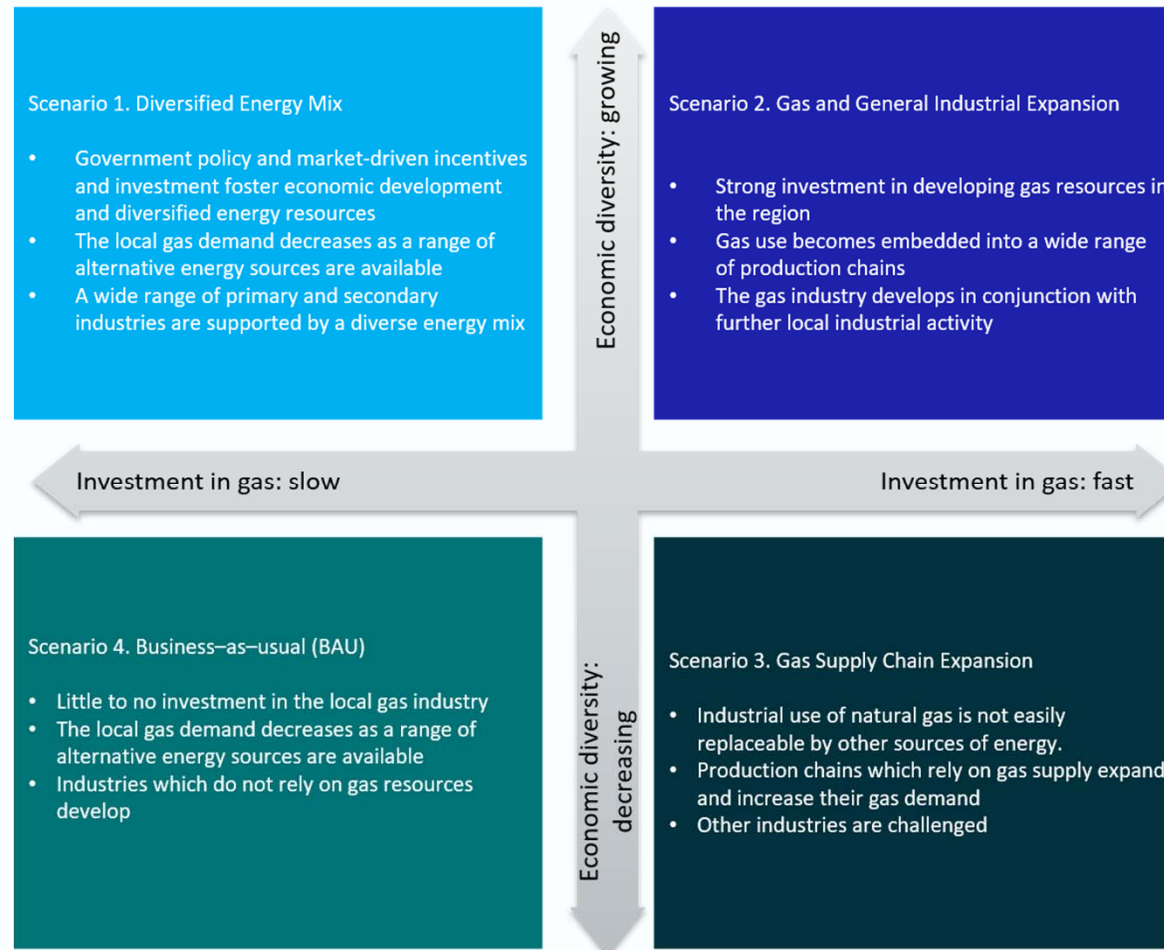 Scenario 1. Diversified Energy Mix
• Government policy and market-driven incentives
and investment foster economic development
and diversified energy resources
• The local gas demand decreases as a range of
alternative energy sources are available
• A wide range of primary and secondary
industries are supported by a diverse energy mix
Economic diversity: growing
Scenario 2. Gas and General Industrial Expansion
• Strong investment in developing gas resources in
the region
• Gas use becomes embedded into a wide range
of production chains
• The gas industry develops in conjunction with
further local industrial activity
Investment in gas: slow
Investment in gas: fast
Scenario 4. Business–as–usual (BAU)
• Little to no investment in the local gas industry
• The local gas demand decreases as a range of
alternative energy sources are available
• Industries which do not rely on gas resources
develop
Economic diversity:
decreasing
Scenario 3. Gas Supply Chain Expansion
• Industrial use of natural gas is not easily
replaceable by other sources of energy.
• Production chains which rely on gas supply expand
and increase their gas demand
• Other industries are challenged